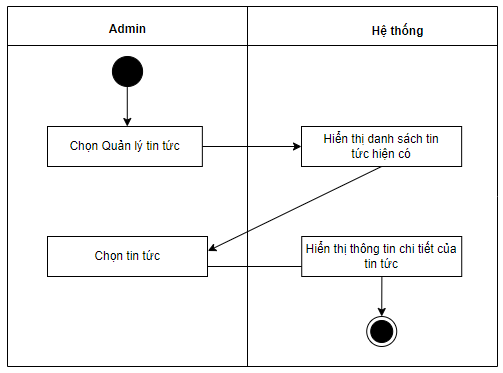 Admin
Hệ thống
Chọn Quản lý tin tức
Hiển thị danh sách tin
tức hiện có
Chọn tin tức
Hiển thị thông tin chi tiết của
tin tức